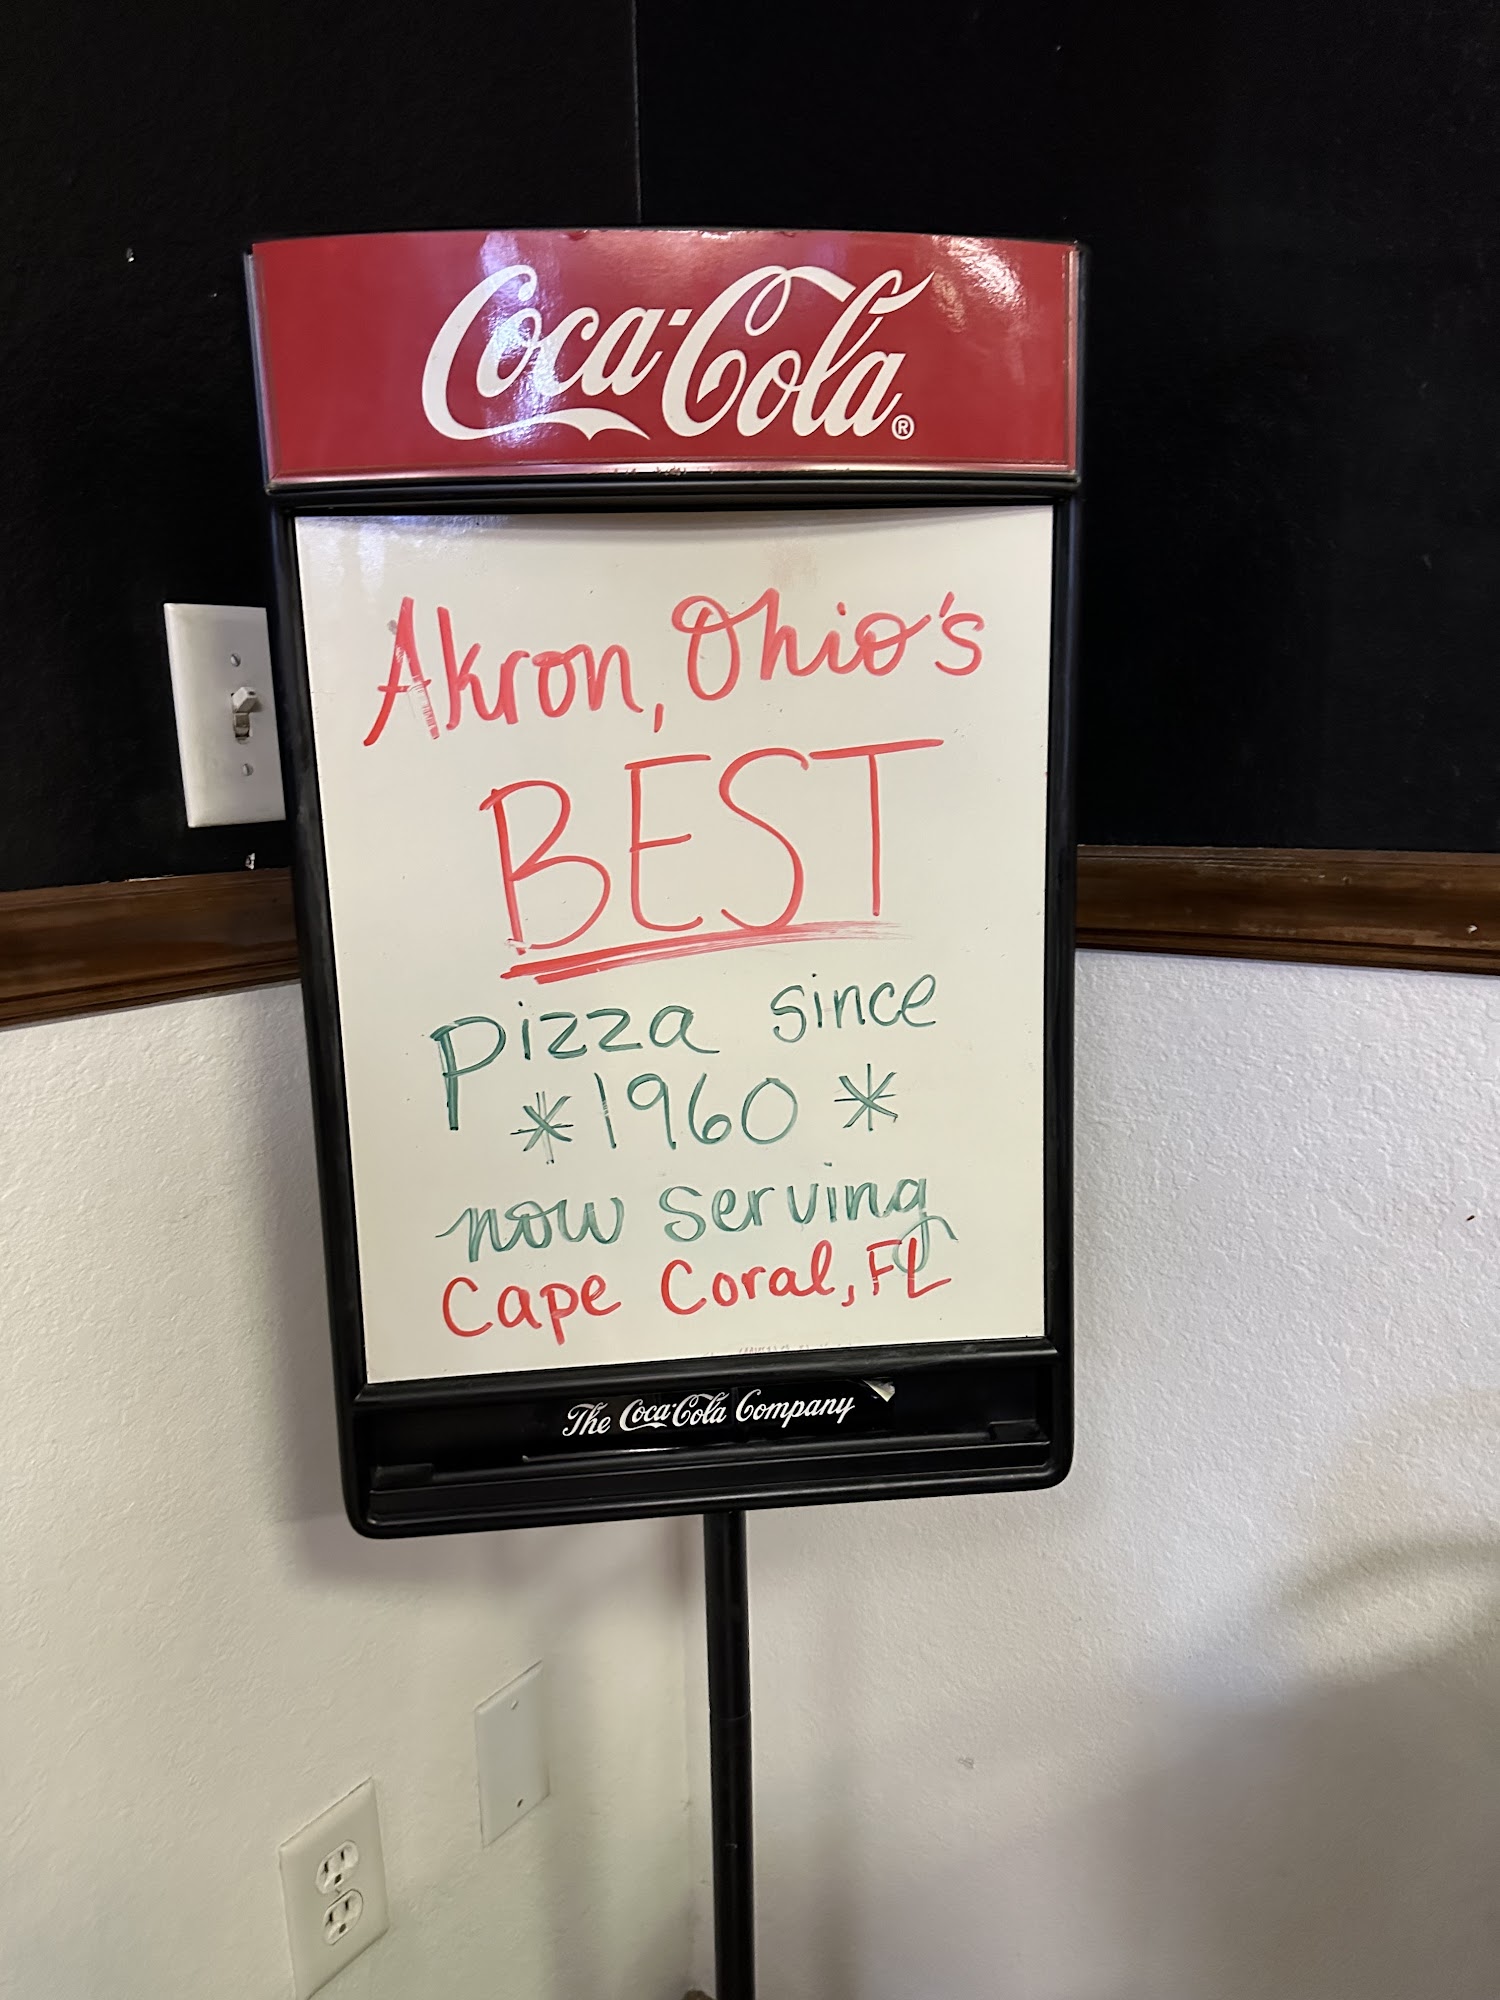 Coca-Cola®
Akron, Ohio's
BEST
pizza since
*1960*
now serving
Cape Coral, FL
The Coca-Cola Company